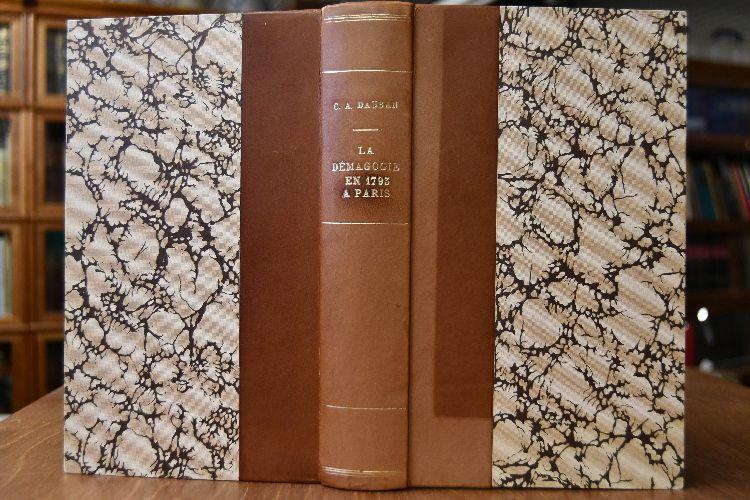 C. A. DAUBAN
LA
DÉMAGOGIE
EN 1793
A PARIS